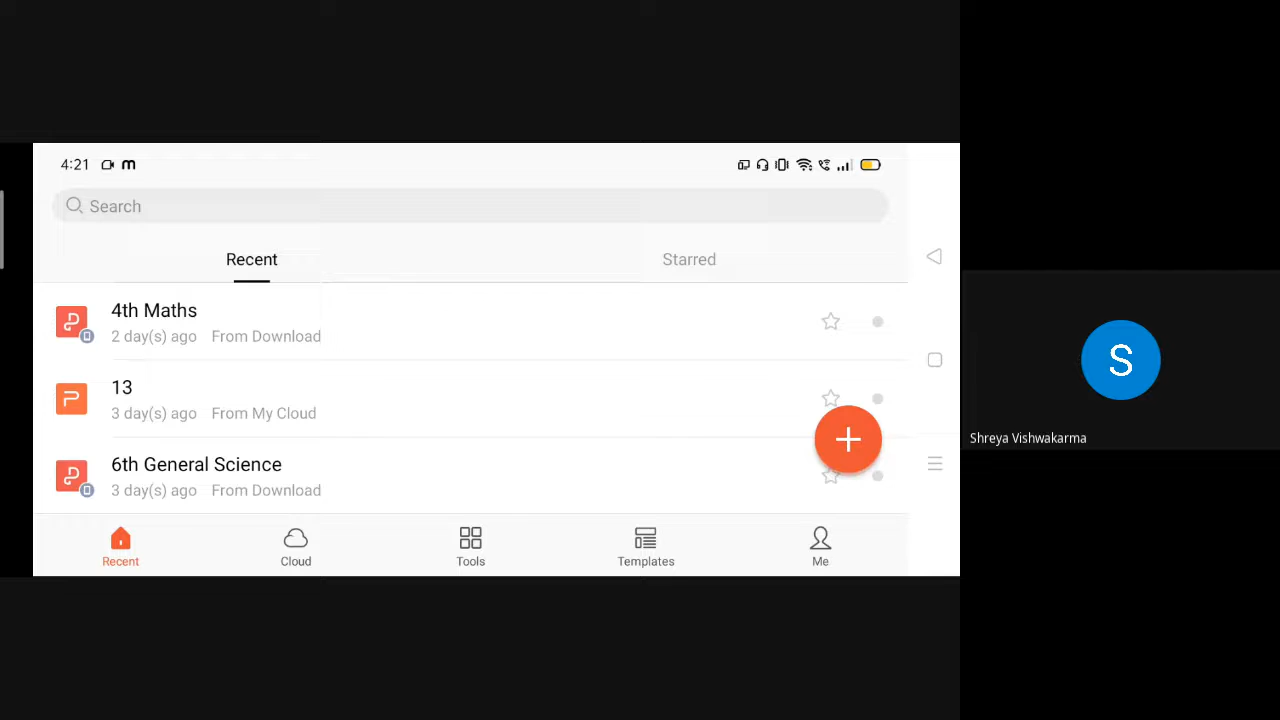 4:21
Search
Recent Starred
4th Maths
2 day(s) ago From Download
13
3 day(s) ago From My Cloud
6th General Science
3 day(s) ago From Download
Recent Cloud Tools Templates Me
S
Shreya Vishwakarma